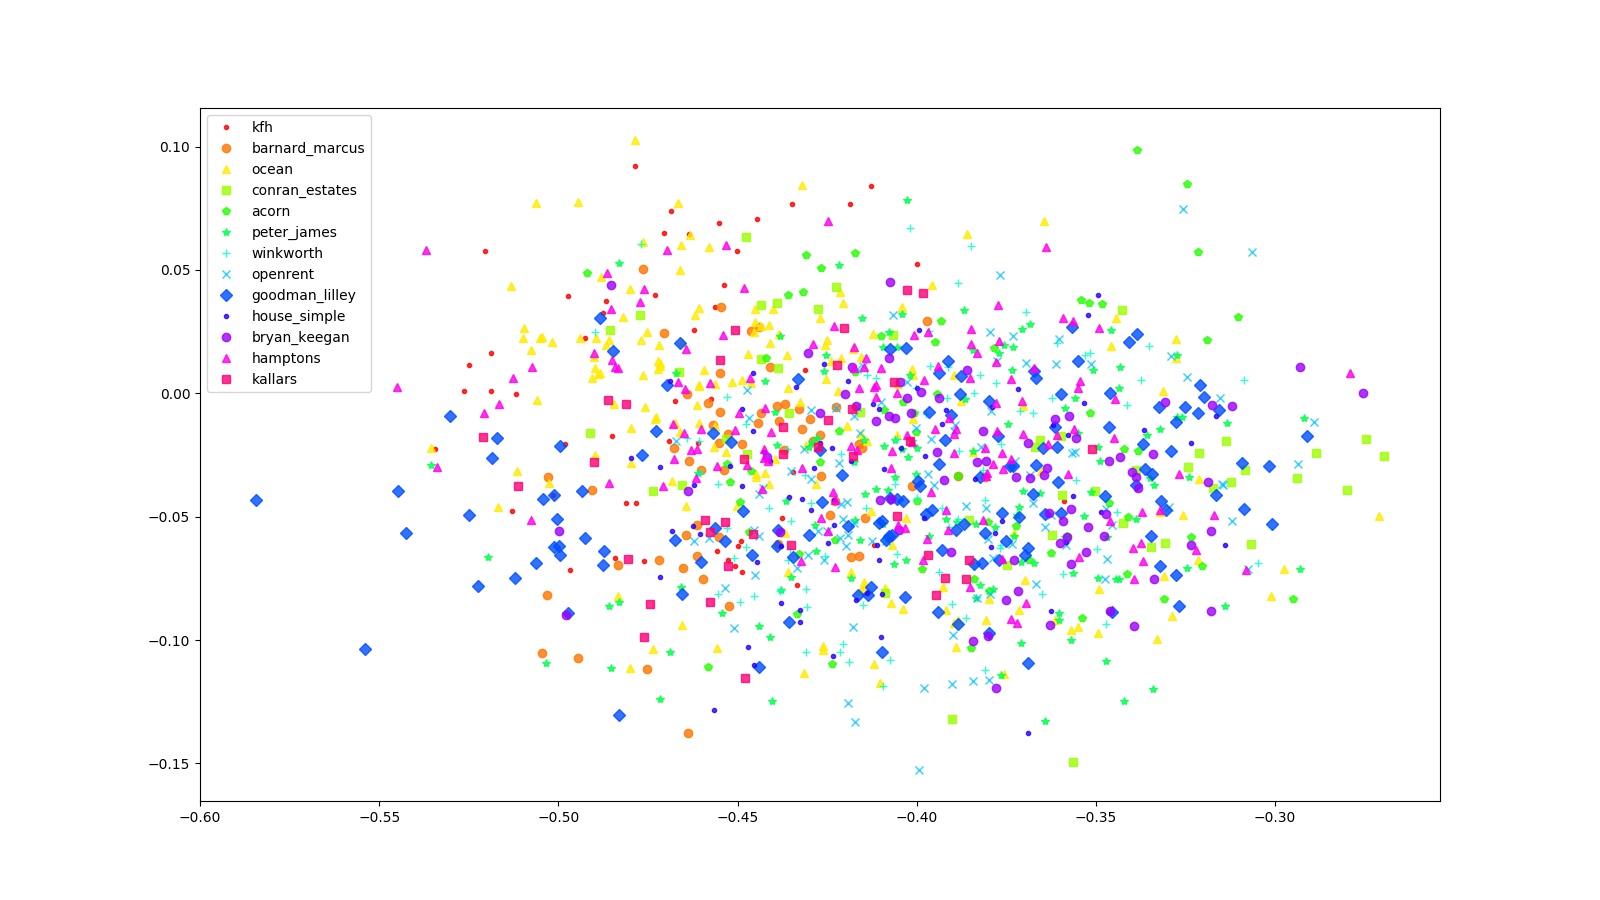 kfh
barnard_marcus
ocean
conran_estates
acorn
peter_james
winkworth
openrent
goodman_lilley
house_simple
bryan_keegan
hamptons
kallars
0.10
0.05
0.00
−0.05
−0.10
−0.15
−0.60 −0.55 −0.50 −0.45 −0.40 −0.35 −0.30